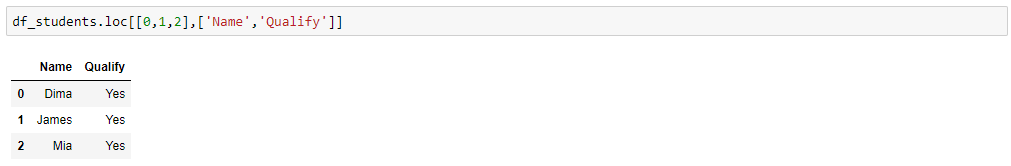 df_students.loc[[0,1,2],['Name','Qualify']]
Name Qualify
0 Dima Yes
1 James Yes
2 Mia Yes